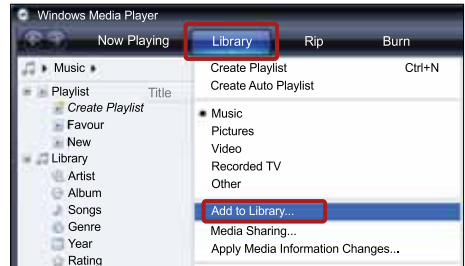 Windows Media Player
Now Playing Library Rip Burn
Music
Playlist Title
Create Playlist
Favour
New
Library
Artist
Album
Songs
Genre
Year
Rating
Create Playlist Ctrl+N
Create Auto Playlist
Music
Pictures
Video
Recorded TV
Other
Add to Library...
Media Sharing...
Apply Media Information Changes...